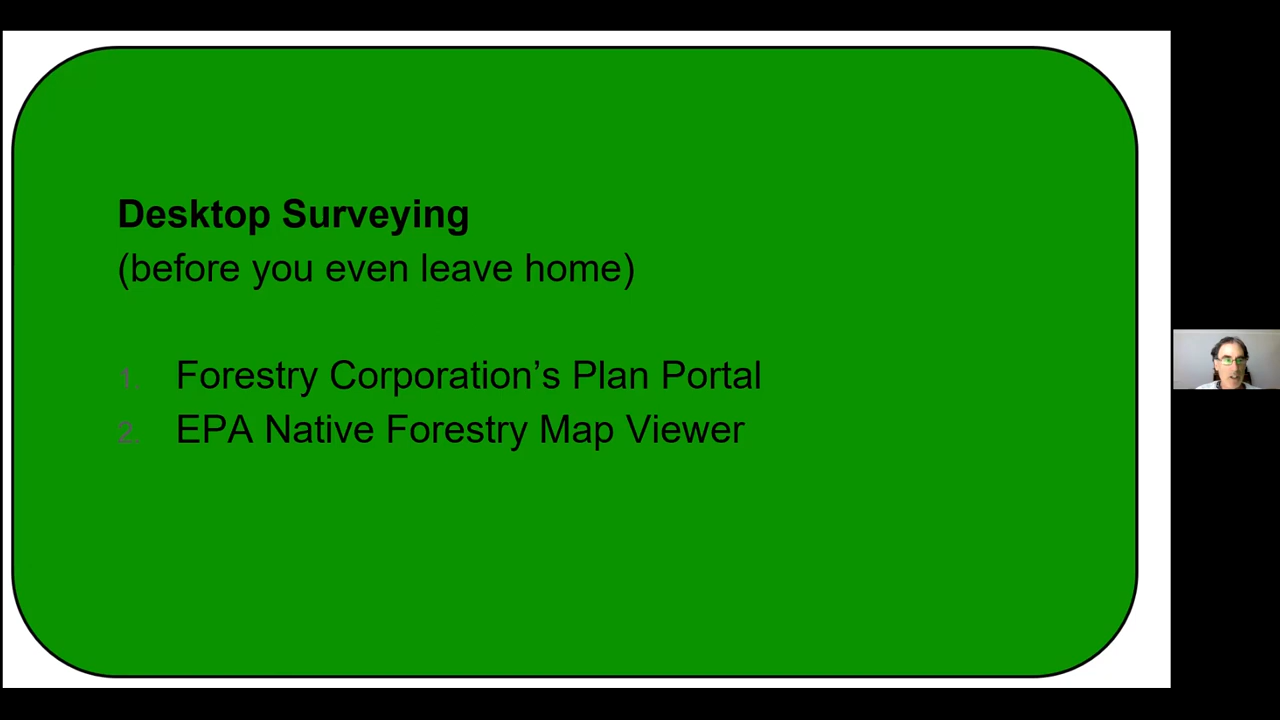 Desktop Surveying
(before you even leave home)
1. Forestry Corporation’s Plan Portal
2. EPA Native Forestry Map Viewer